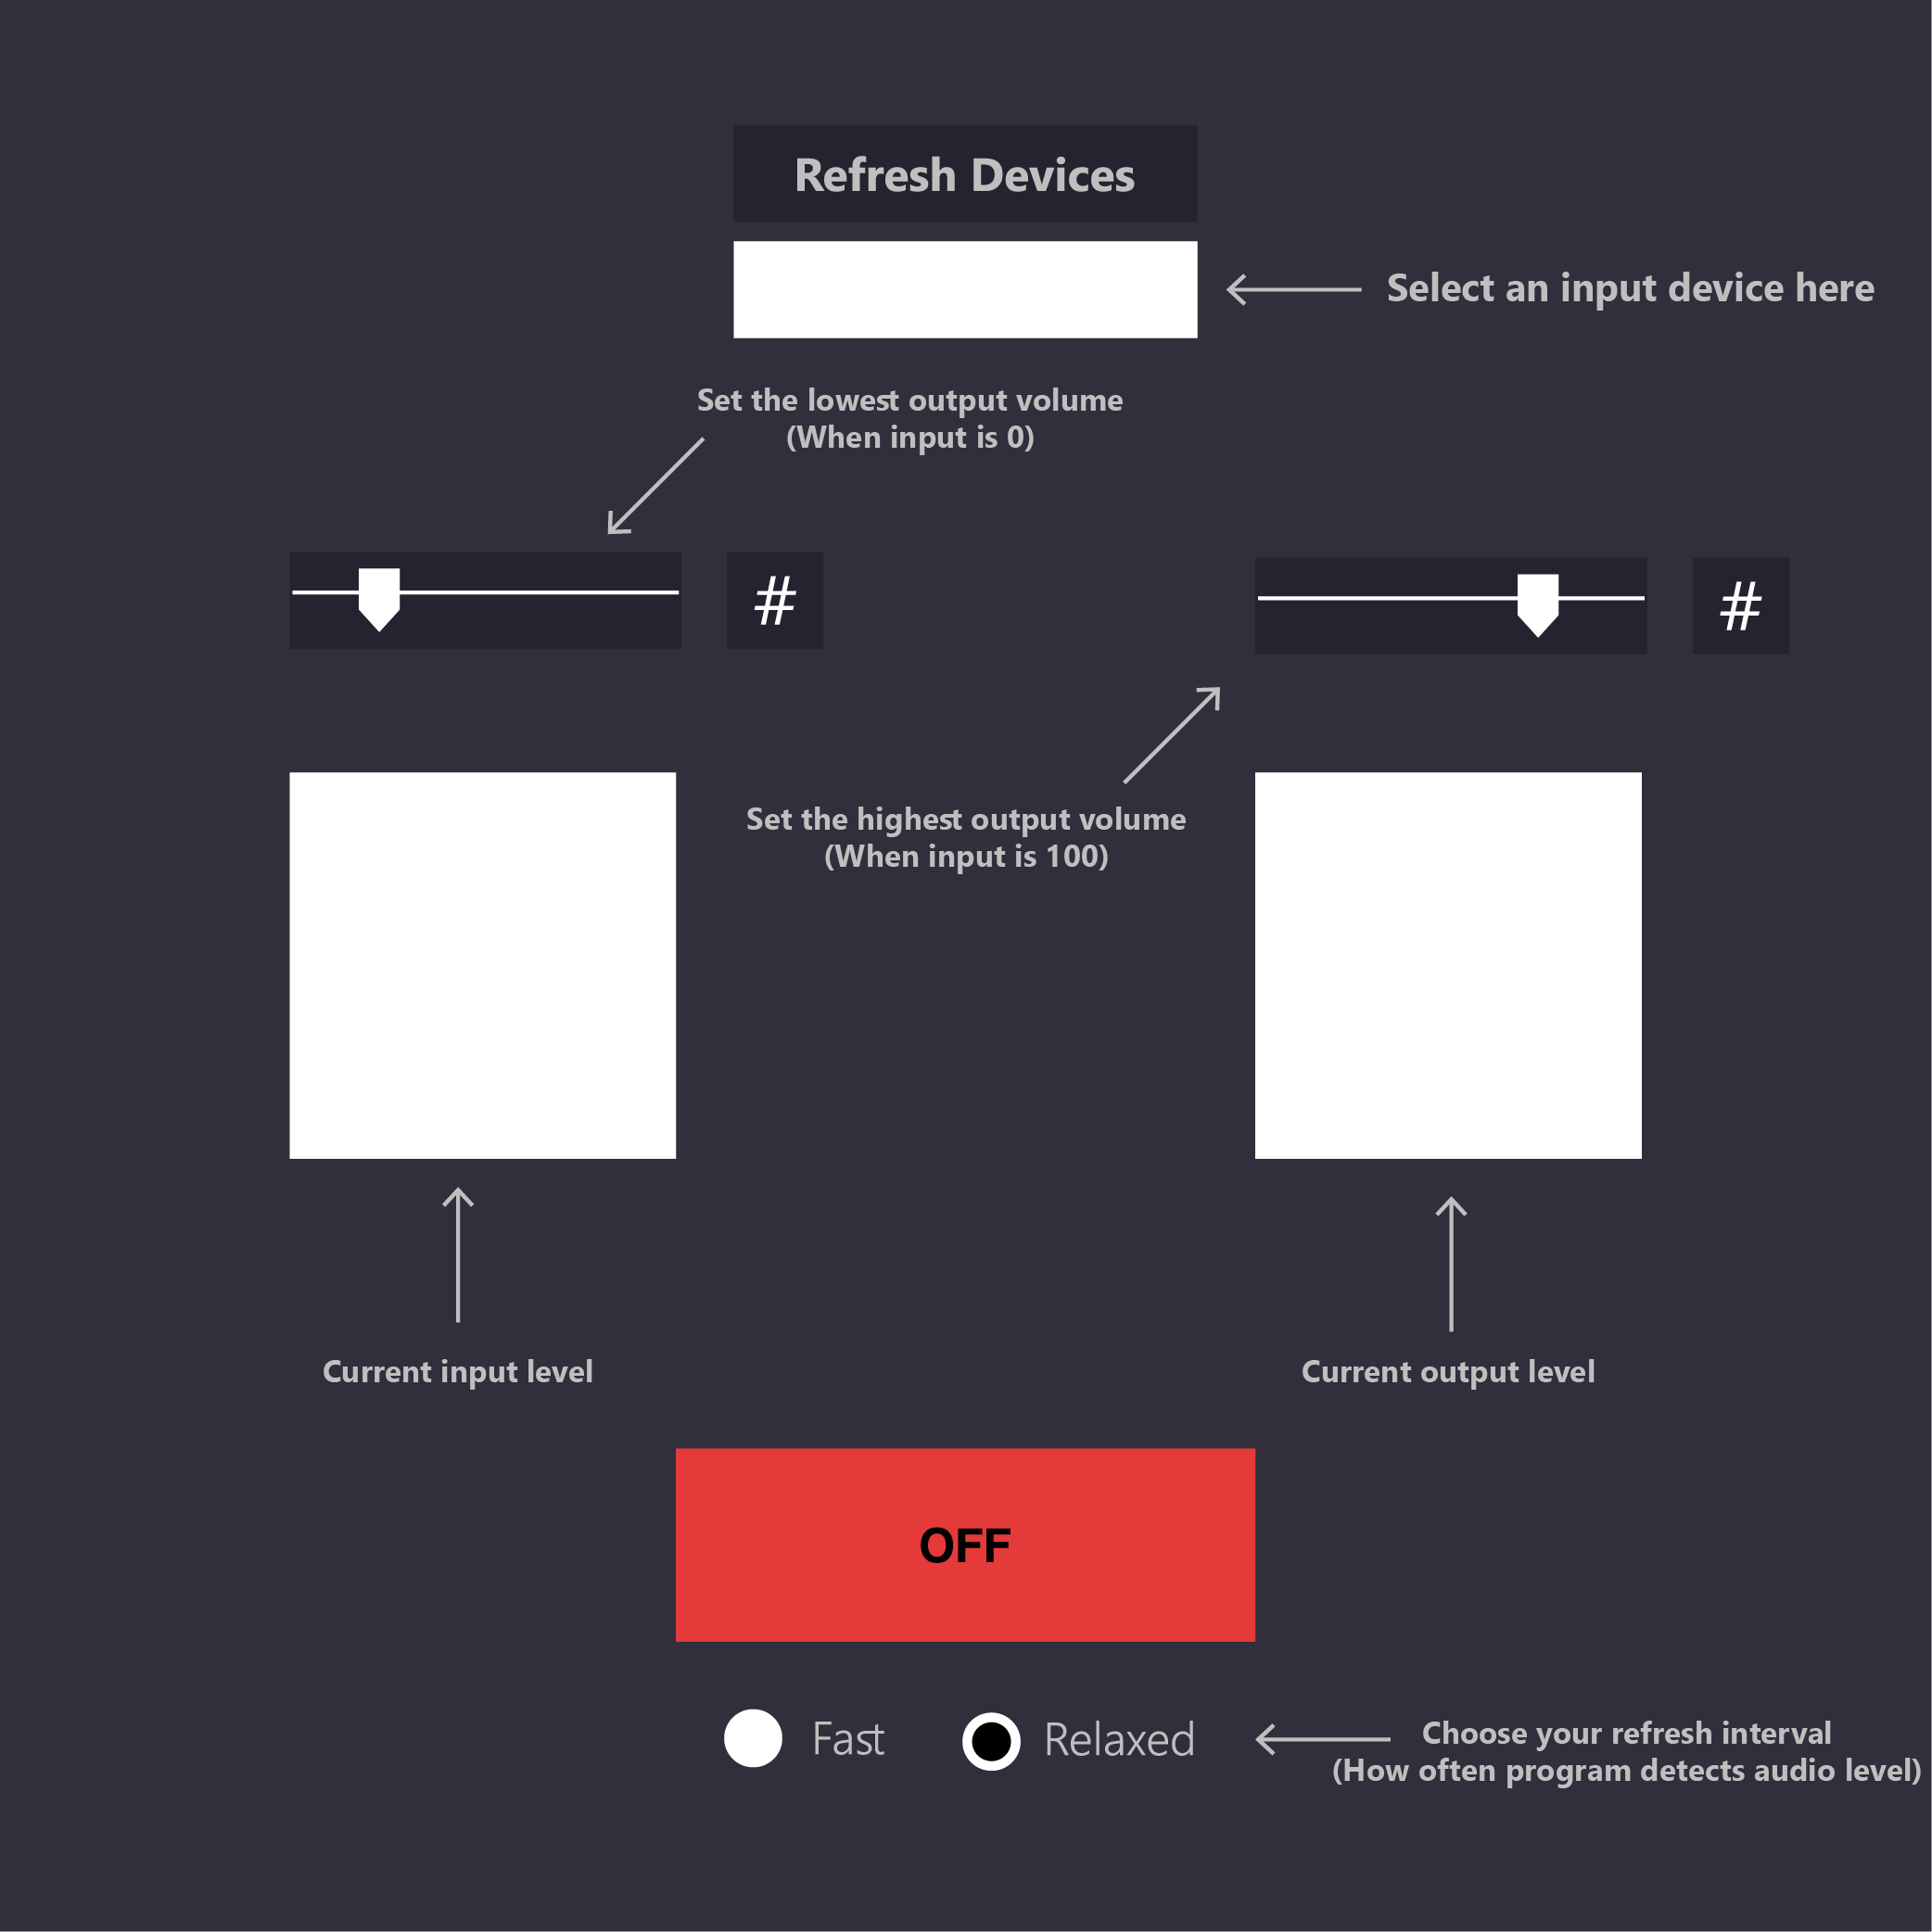 Refresh Devices
Select an input device here
Set the lowest output volume
(When input is 0)
#
#
Set the highest output volume
(When input is 100)
Current input level
Current output level
OFF
Fast
Relaxed
Choose your refresh interval
(How often program detects audio level)